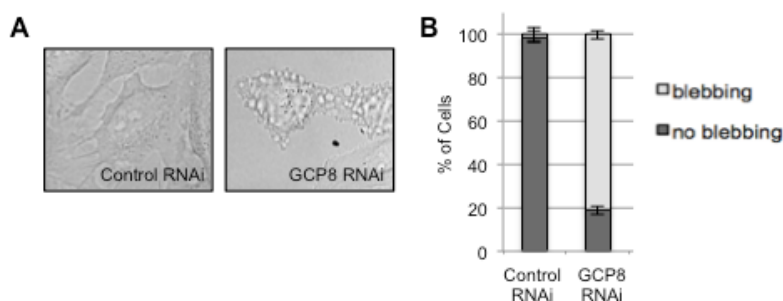 A
Control RNAi
GCP8 RNAi
B
% of Cells
100
80
60
40
20
0
Control
RNAi
GCP8
RNAi
blebbing
no blebbing